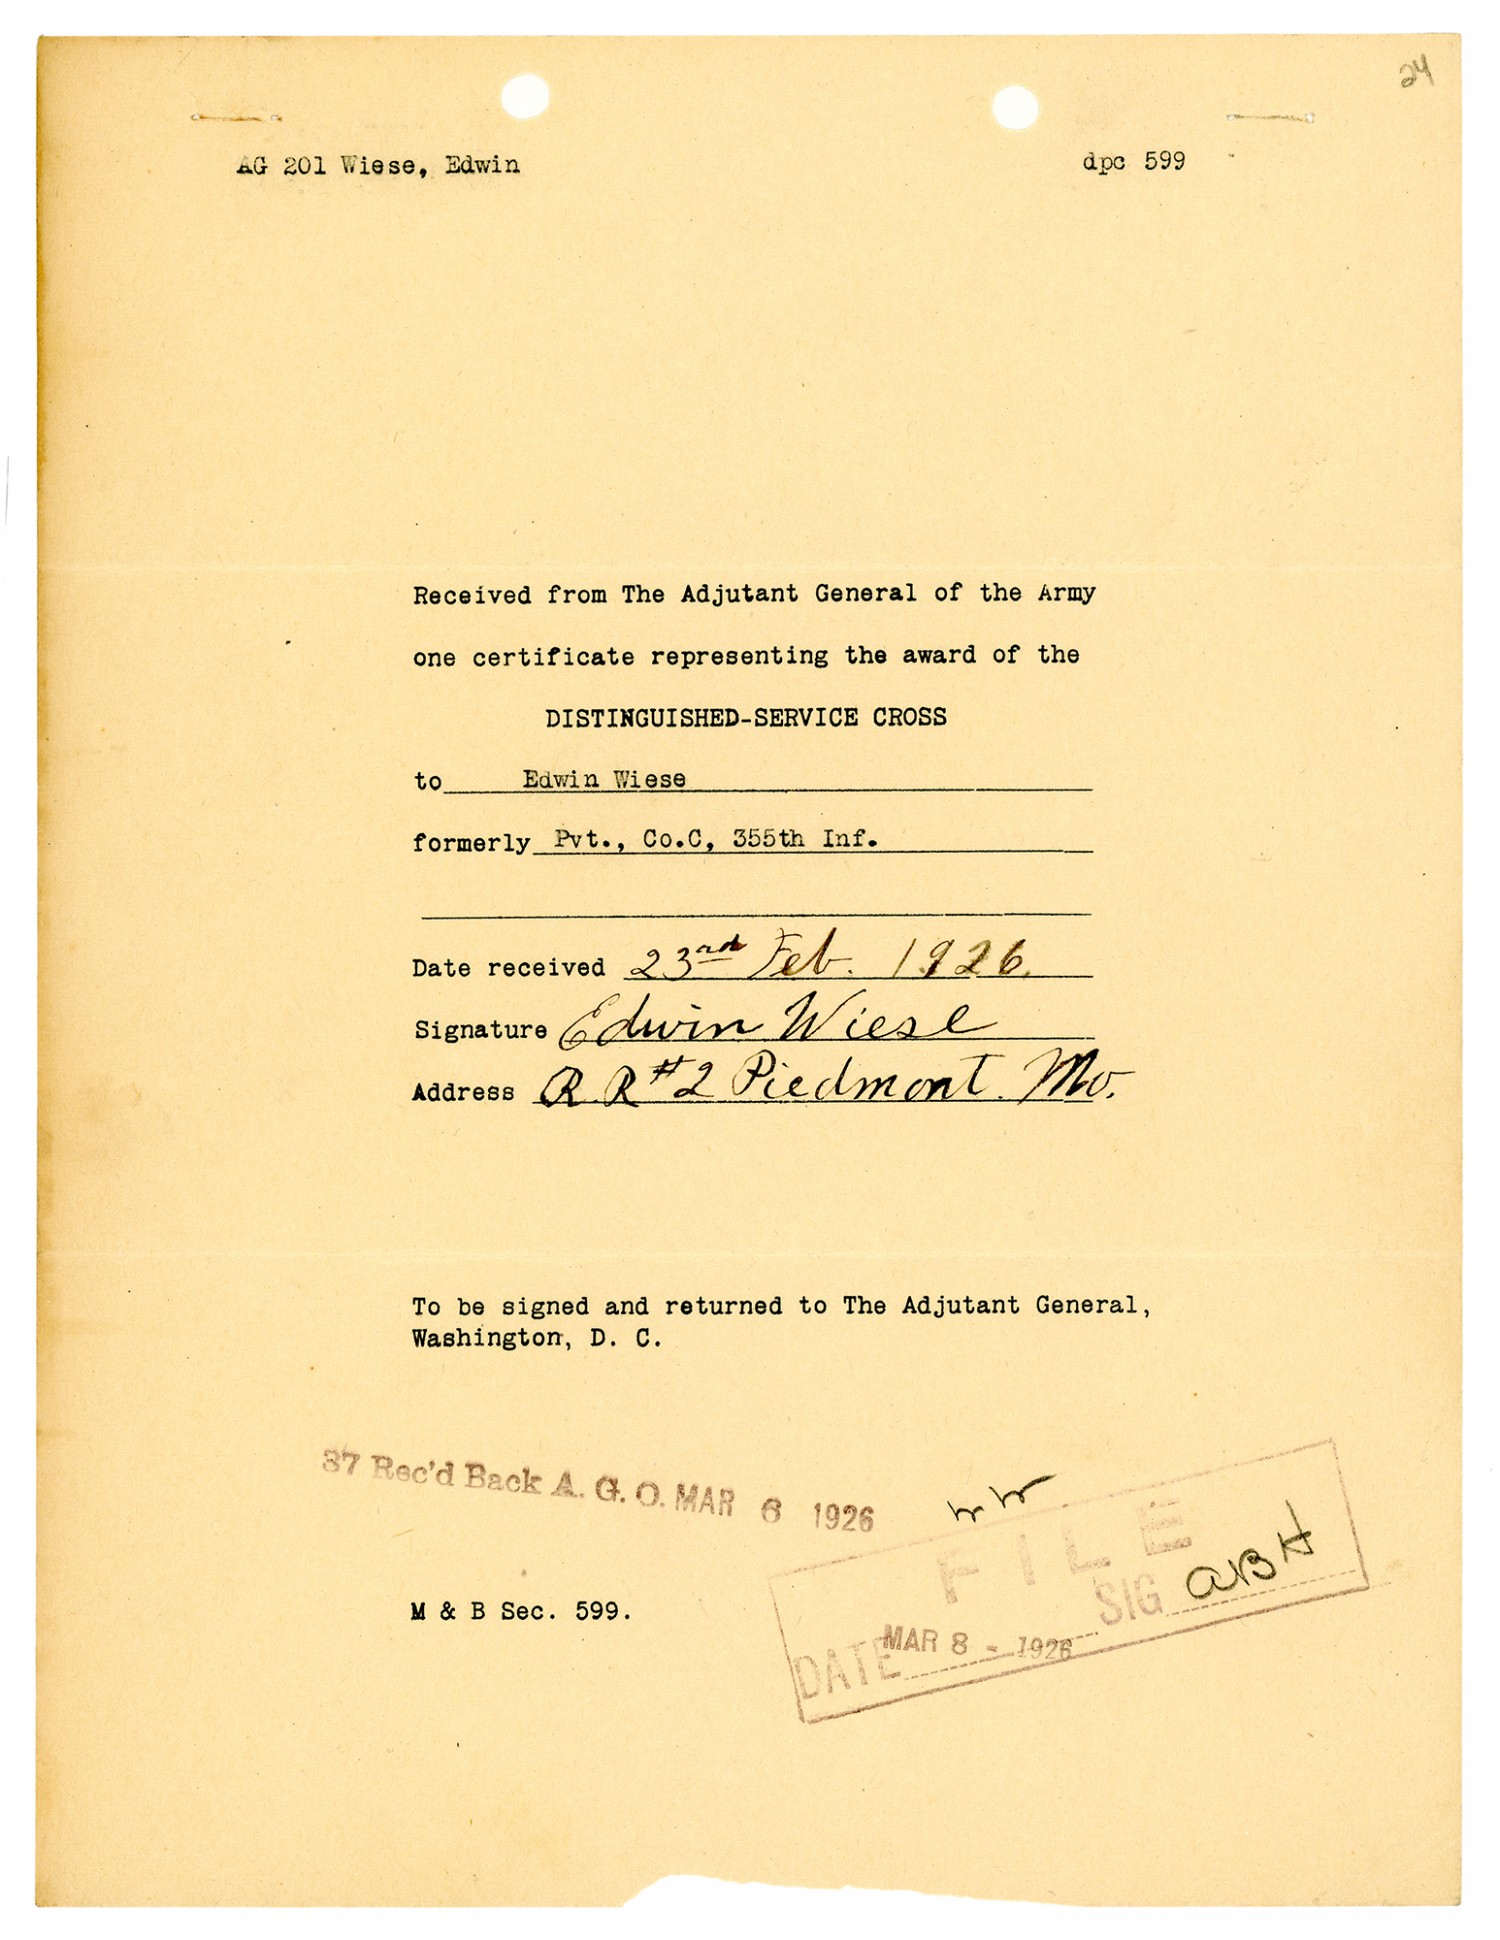 24
AG 201 Wiese, Edwin dpc 599
Received from The Adjutant General of the Army
one certificate representing the award of the
DISTINGUISHED-SERVICE CROSS
to Edwin Wiese
formerly Pvt., Co.C, 355th Inf.
Date received 23nd Feb. 1926.
Signature Edwin Wiese
Address R.R #2 Piedmont. Mo.
To be signed and returned to The Adjutant General,
Washington, D. C.
37 Rec'd Back A. G. O. MAR 6 1926
FILE
SIG ABH
DATE MAR 8 - 1926
M & B Sec. 599.